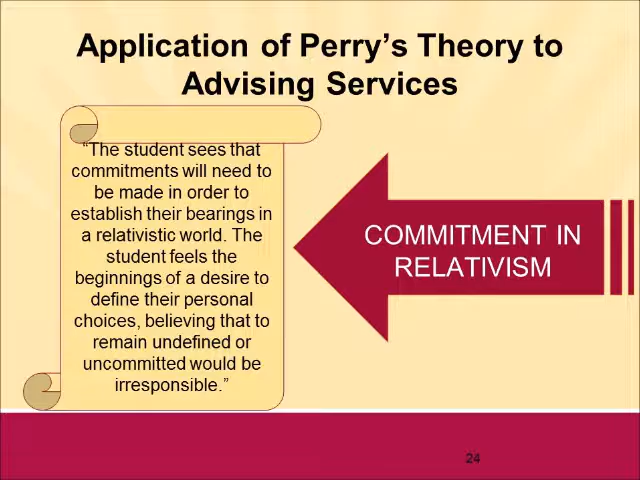 Application of Perry’s Theory to
Advising Services
“The student sees that
commitments will need to
be made in order to
establish their bearings in
a relativistic world. The
student feels the
beginnings of a desire to
define their personal
choices, believing that to
remain undefined or
uncommitted would be
irresponsible.”
COMMITMENT IN
RELATIVISM
24